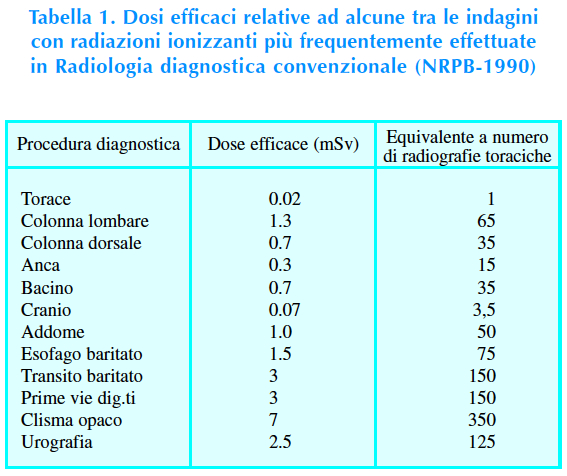 Tabella 1. Dosi efficaci relative ad alcune tra le indagini
con radiazioni ionizzanti più frequentemente effettuate
in Radiologia diagnostica convenzionale (NRPB-1990)
Procedura diagnostica Dose efficace (mSv) Equivalente a numero
di radiografie toraciche
Torace 0.02 1
Colonna lombare 1.3 65
Colonna dorsale 0.7 35
Anca 0.3 15
Bacino 0.7 35
Cranio 0.07 3,5
Addome 1.0 50
Esofago baritato 1.5 75
Transito baritato 3 150
Prime vie dig.ti 3 150
Clisma opaco 7 350
Urografia 2.5 125